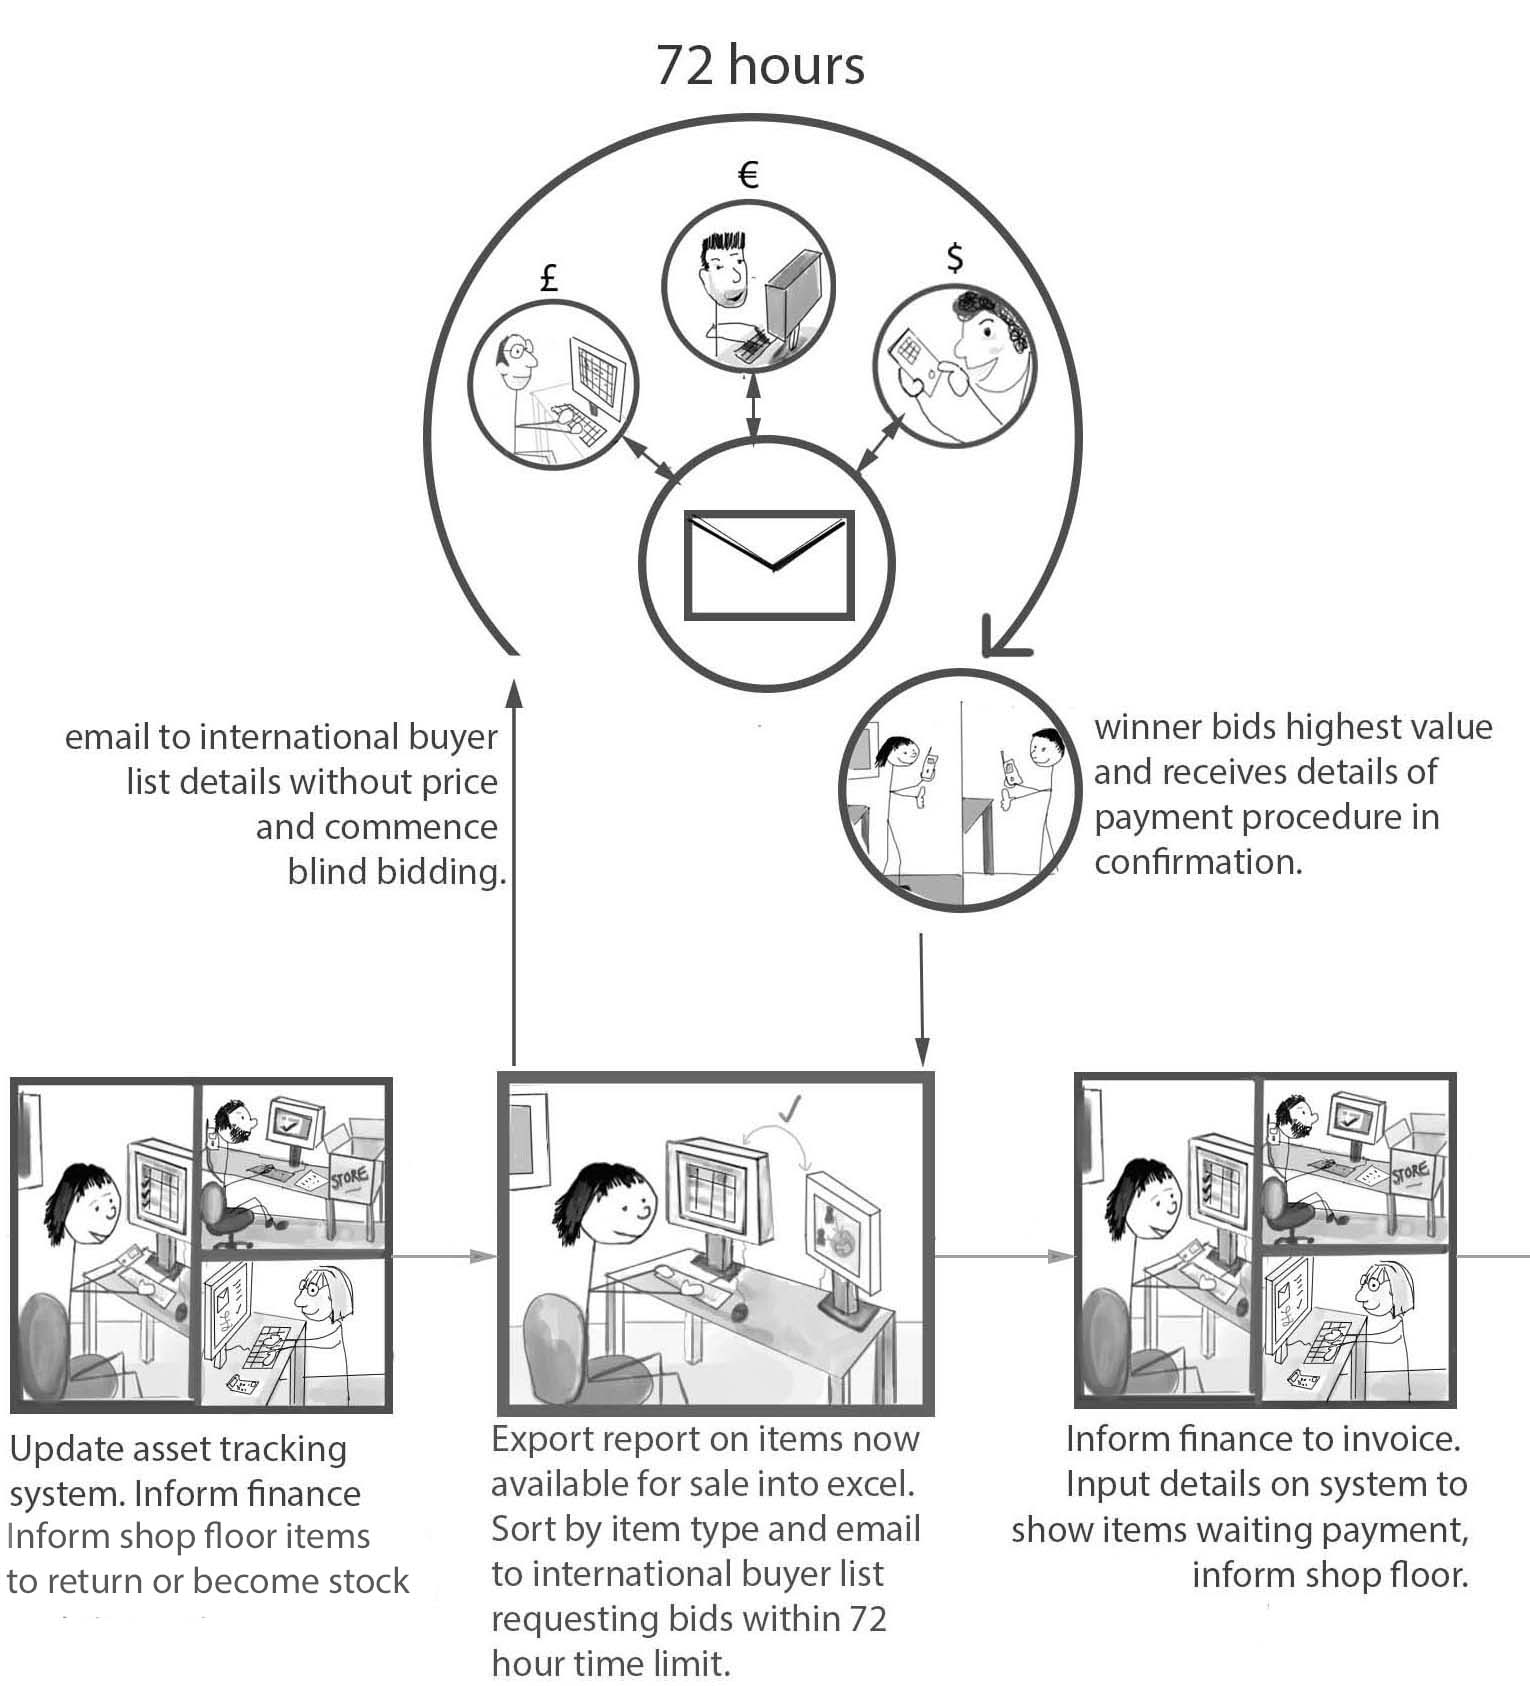 72 hours
€
£
$
email to international buyer
list details without price
and commence
blind bidding.
winner bids highest value
and receives details of
payment procedure in
confirmation.
STORE
STORE
Update asset tracking
system. Inform finance
Inform shop floor items
to return or become stock
Export report on items now
available for sale into excel.
Sort by item type and email
to international buyer list
requesting bids within 72
hour time limit.
Inform finance to invoice.
Input details on system to
show items waiting payment,
inform shop floor.